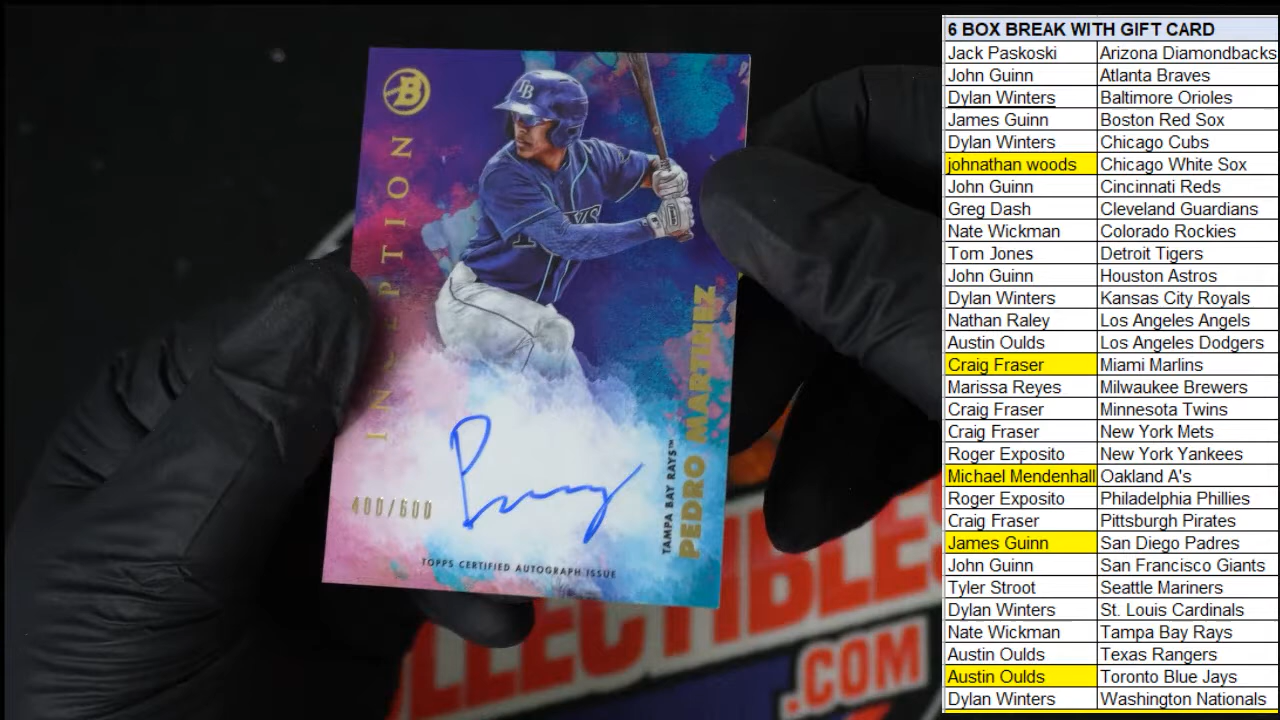 B
INCEPTION
TB
PEDRO MARTINEZ
TAMPA BAY RAYS™
400/600
TOPPS CERTIFIED AUTOGRAPH ISSUE
LLECTIBLES
.COM
6 BOX BREAK WITH GIFT CARD
Jack Paskoski Arizona Diamondbacks
John Guinn Atlanta Braves
Dylan Winters Baltimore Orioles
James Guinn Boston Red Sox
Dylan Winters Chicago Cubs
johnathan woods Chicago White Sox
John Guinn Cincinnati Reds
Greg Dash Cleveland Guardians
Nate Wickman Colorado Rockies
Tom Jones Detroit Tigers
John Guinn Houston Astros
Dylan Winters Kansas City Royals
Nathan Raley Los Angeles Angels
Austin Oulds Los Angeles Dodgers
Craig Fraser Miami Marlins
Marissa Reyes Milwaukee Brewers
Craig Fraser Minnesota Twins
Craig Fraser New York Mets
Roger Exposito New York Yankees
Michael Mendenhall Oakland A's
Roger Exposito Philadelphia Phillies
Craig Fraser Pittsburgh Pirates
James Guinn San Diego Padres
John Guinn San Francisco Giants
Tyler Stroot Seattle Mariners
Dylan Winters St. Louis Cardinals
Nate Wickman Tampa Bay Rays
Austin Oulds Texas Rangers
Austin Oulds Toronto Blue Jays
Dylan Winters Washington Nationals